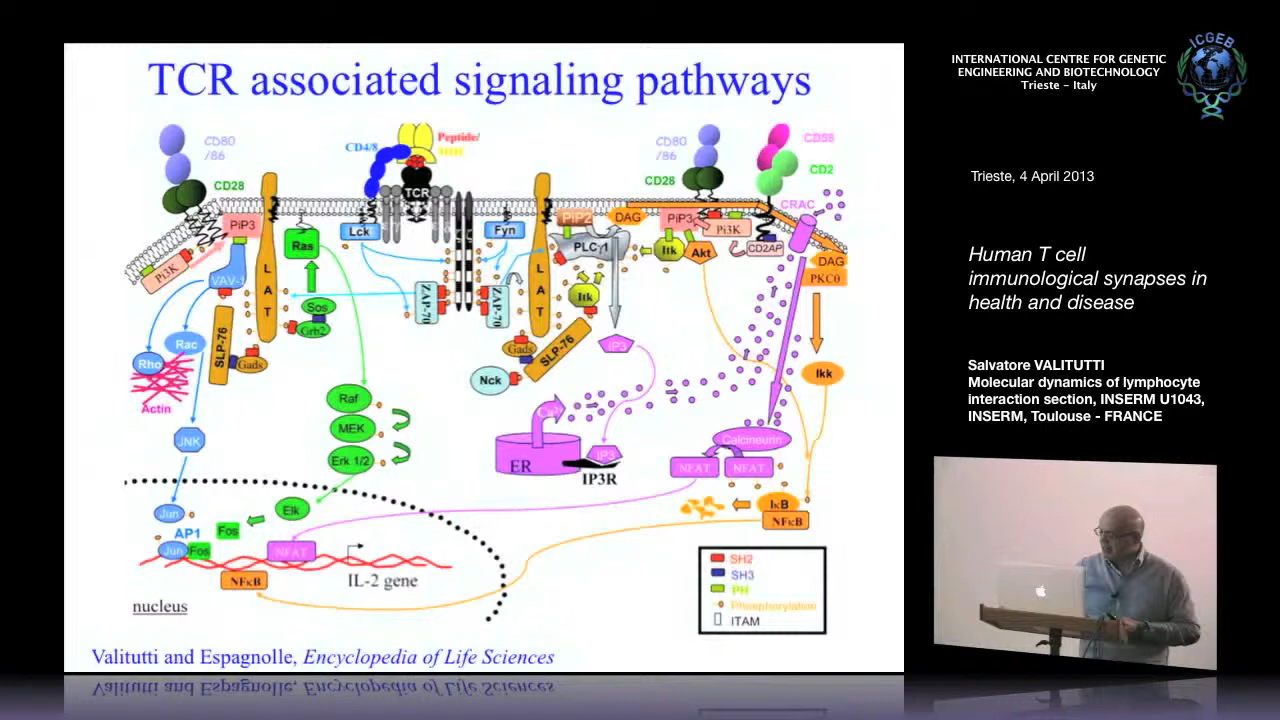 TCR associated signaling pathways
CD80
/86
CD28
CD4/8
Peptide/
MHC
TCR
CD80
/86
CD28
CD58
CD2
CRAC
PiP3
Pi3K
VAV-1
LAT
Ras
Lck
Fyn
LAT
PiP2
DAG
PLCγ1
PiP3
Itk
Akt
Pi3K
CD2AP
DAG
PKCθ
Sos
Grb2
ZAP-70
ZAP-70
Itk
Rac
Rho
Actin
SLP-76
Gads
Gads
SLP-76
Nck
IP3
Ikk
Raf
MEK
Erk 1/2
JNK
Ca
ER
IP3
IP3R
Calcineurin
NFAT
NFAT
IκB
NFκB
Elk
Jun
AP1
Fos
Jun
Fos
NFAT
NFκB
IL-2 gene
nucleus
SH2
SH3
PH
Phosphorylation
ITAM
Valitutti and Espagnolle, Encyclopedia of Life Sciences
INTERNATIONAL CENTRE FOR GENETIC
ENGINEERING AND BIOTECHNOLOGY
Trieste - Italy
ICGEB
Trieste, 4 April 2013
Human T cell
immunological synapses in
health and disease
Salvatore VALITUTTI
Molecular dynamics of lymphocyte
interaction section, INSERM U1043,
INSERM, Toulouse - FRANCE